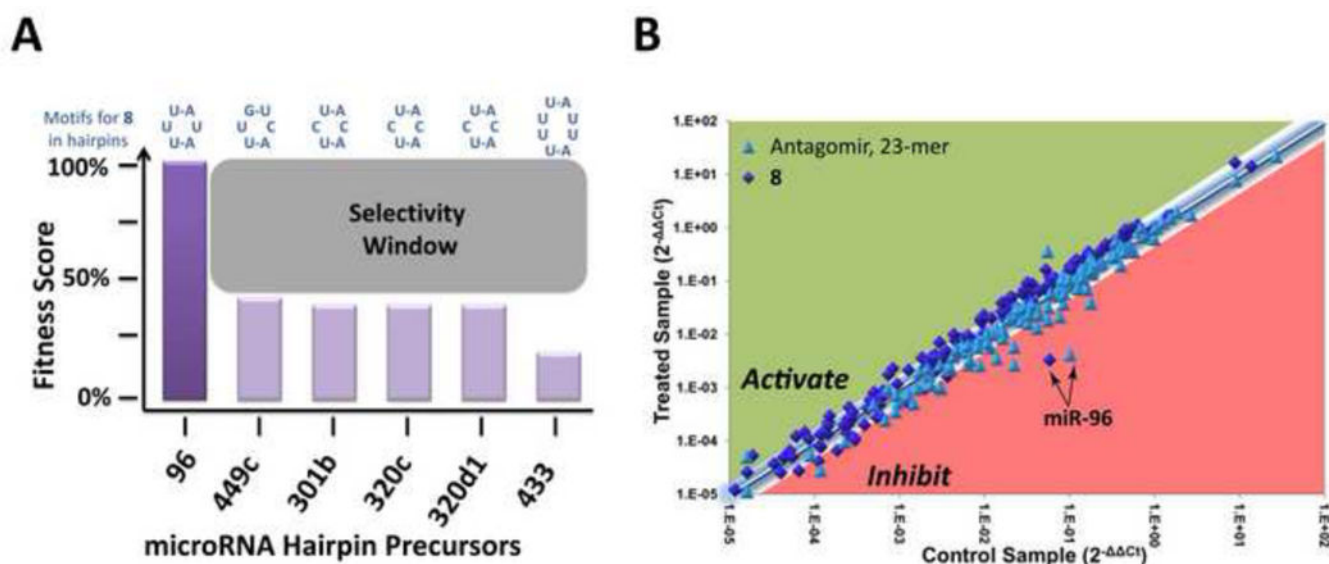 A
Motifs for 8
in hairpins
U-A
U U
U-A
G-U
U C
U-A
U-A
C C
U-A
U-A
C C
U-A
U-A
C C
U-A
U-A
U U
U U
U-A
100%
50%
0%
Fitness Score
Selectivity
Window
96
449c
301b
320c
320d1
433
microRNA Hairpin Precursors
B
1.E+02
1.E+01
1.E+00
1.E-01
1.E-02
1.E-03
1.E-04
1.E-05
Treated Sample (2^-ΔΔCt)
Antagomir, 23-mer
8
Activate
miR-96
Inhibit
1.E-05
1.E-04
1.E-03
1.E-02
1.E-01
1.E+00
1.E+01
1.E+02
Control Sample (2^-ΔΔCt)